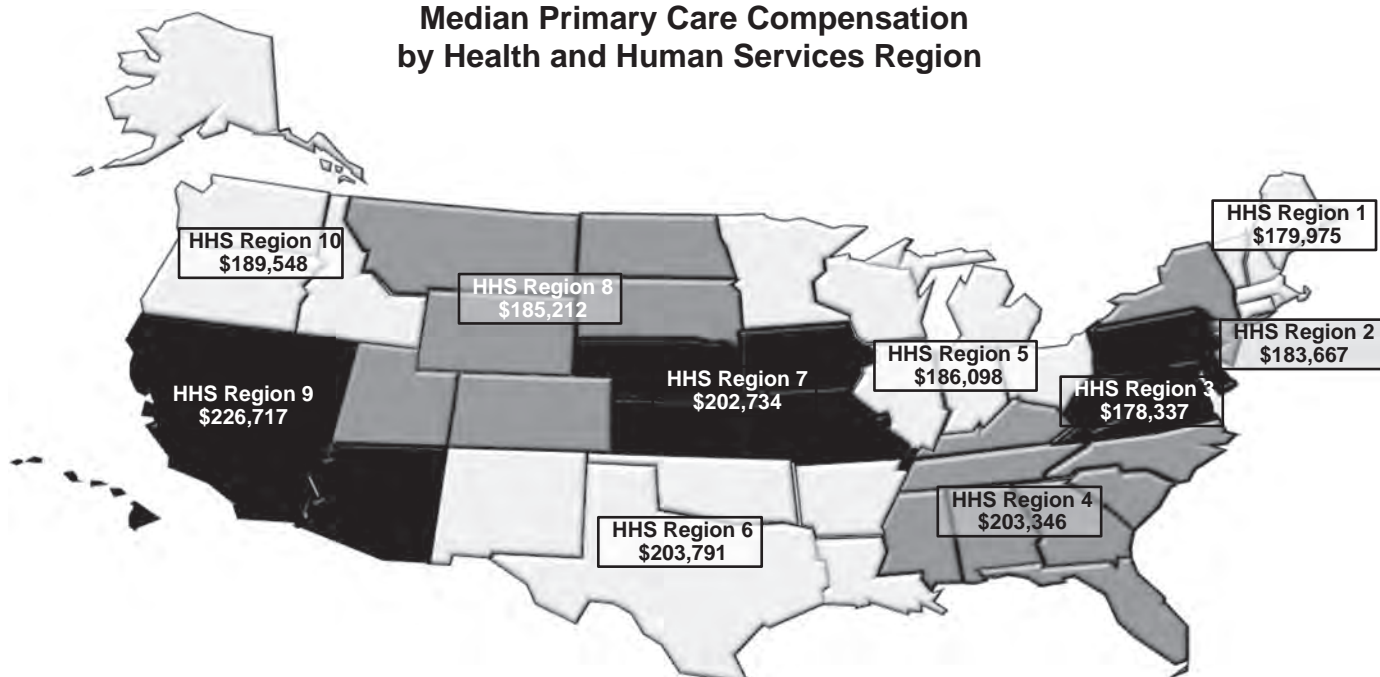 Median Primary Care Compensation
by Health and Human Services Region
HHS Region 1
$179,975
HHS Region 10
$189,548
HHS Region 8
$185,212
HHS Region 2
$183,667
HHS Region 5
$186,098
HHS Region 7
$202,734
HHS Region 3
$178,337
HHS Region 9
$226,717
HHS Region 4
$203,346
HHS Region 6
$203,791